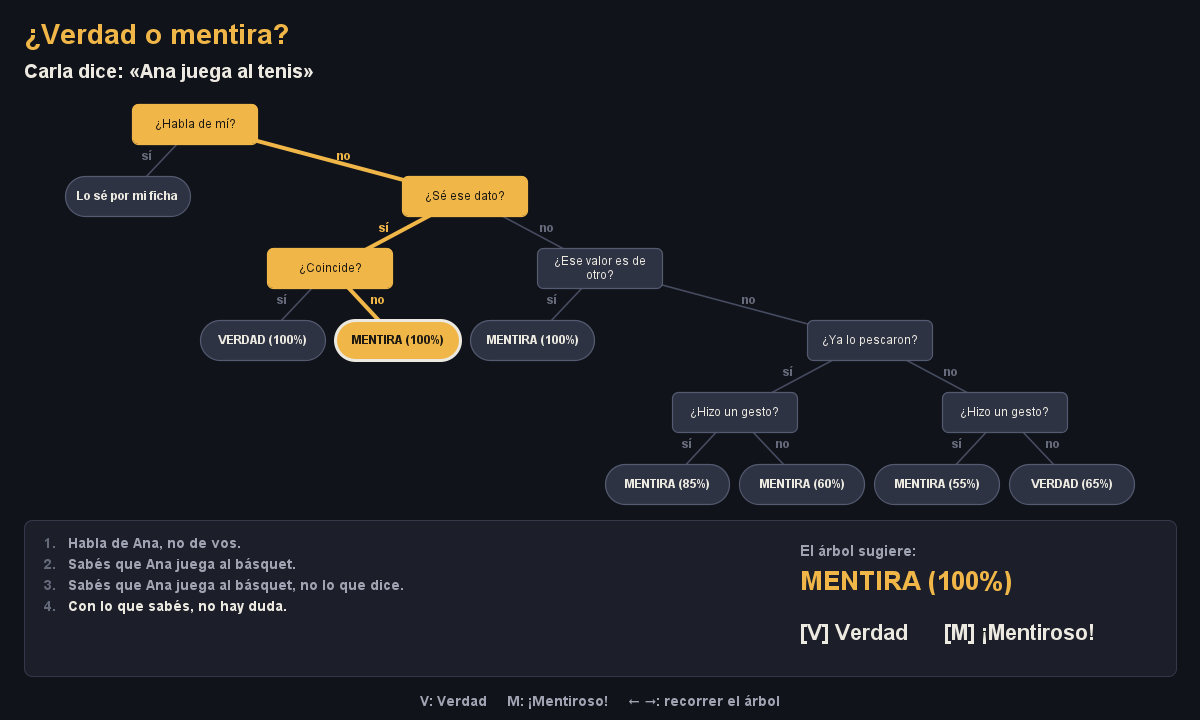 ¿Verdad o mentira?
Carla dice: «Ana juega al tenis»
¿Habla de mí?
sí
no
Lo sé por mi ficha
¿Sé ese dato?
sí
no
¿Coincide?
¿Ese valor es de
otro?
sí
no
sí
no
VERDAD (100%)
MENTIRA (100%)
MENTIRA (100%)
¿Ya lo pescaron?
sí
no
¿Hizo un gesto?
¿Hizo un gesto?
sí
no
sí
no
MENTIRA (85%)
MENTIRA (60%)
MENTIRA (55%)
VERDAD (65%)
1. Habla de Ana, no de vos.
2. Sabés que Ana juega al básquet.
3. Sabés que Ana juega al básquet, no lo que dice.
4. Con lo que sabés, no hay duda.
El árbol sugiere:
MENTIRA (100%)
[V] Verdad [M] ¡Mentiroso!
V: Verdad M: ¡Mentiroso! ← →: recorrer el árbol